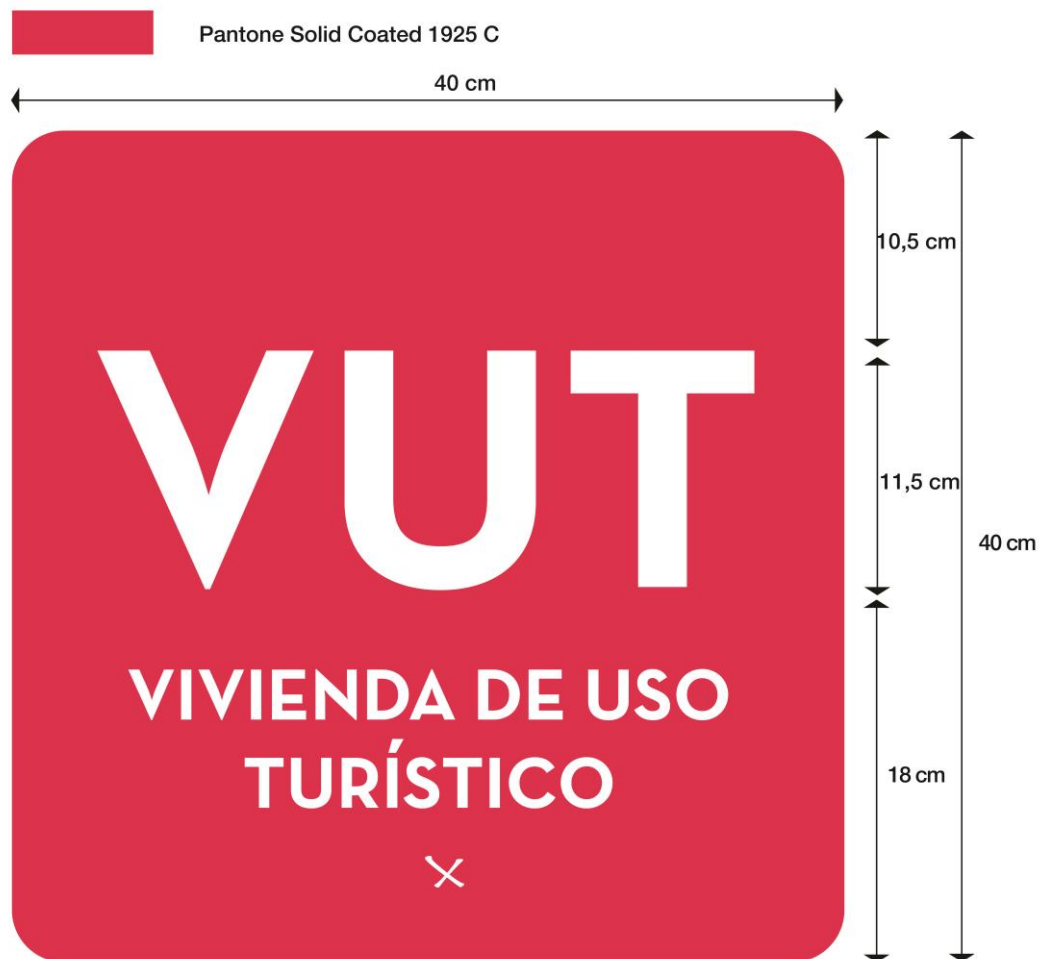 Pantone Solid Coated 1925 C
40 cm
10,5 cm
VUT
11,5 cm
40 cm
VIVIENDA DE USO
TURÍSTICO
18 cm